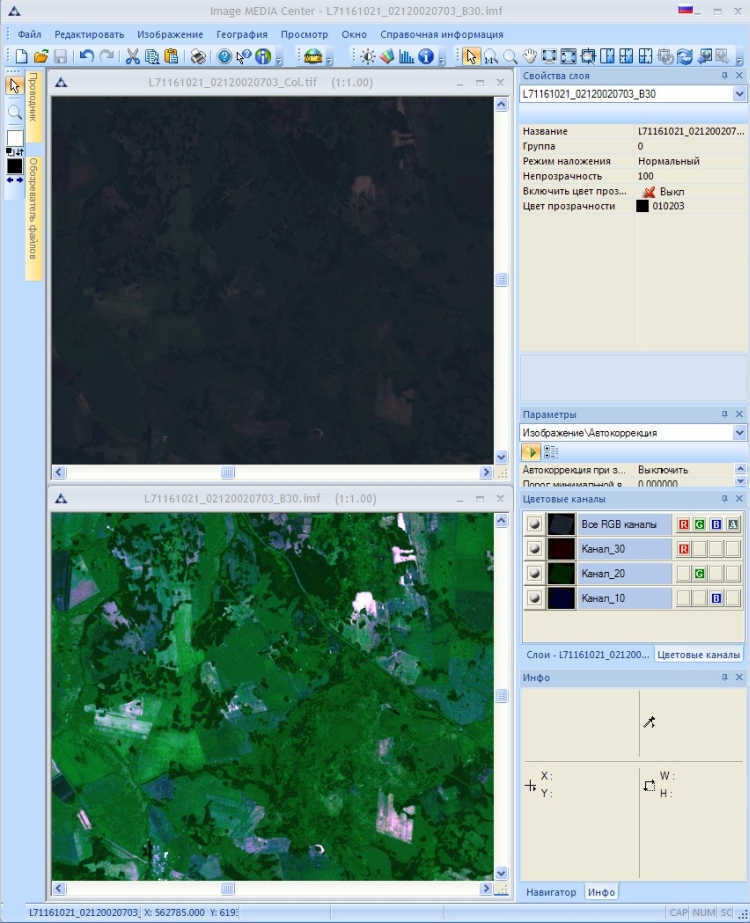 Image MEDIA Center - L71161021_02120020703_B30.imf
Файл Редактировать Изображение География Просмотр Окно Справочная информация
Проводник
Обозреватель файлов
L71161021_02120020703_Col.tif (1:1.00)
L71161021_02120020703_B30.imf (1:1.00)
Свойства слоя
L71161021_02120020703_B30
Название L71161021_021200207...
Группа 0
Режим наложения Нормальный
Непрозрачность 100
Включить цвет проз... Выкл
Цвет прозрачности 010203
Параметры
Изображение\Автокоррекция
Автокоррекция при з... Выключить
Порог минимальной в 0.000000
Цветовые каналы
Все RGB каналы R G B A
Канал_30 R
Канал_20 G
Канал_10 B
Слои - L71161021_021200... Цветовые каналы
Инфо
X : W :
Y : H :
Навигатор Инфо
L71161021_02120020703_ X: 562785.000 Y: 619
CAP NUM SC